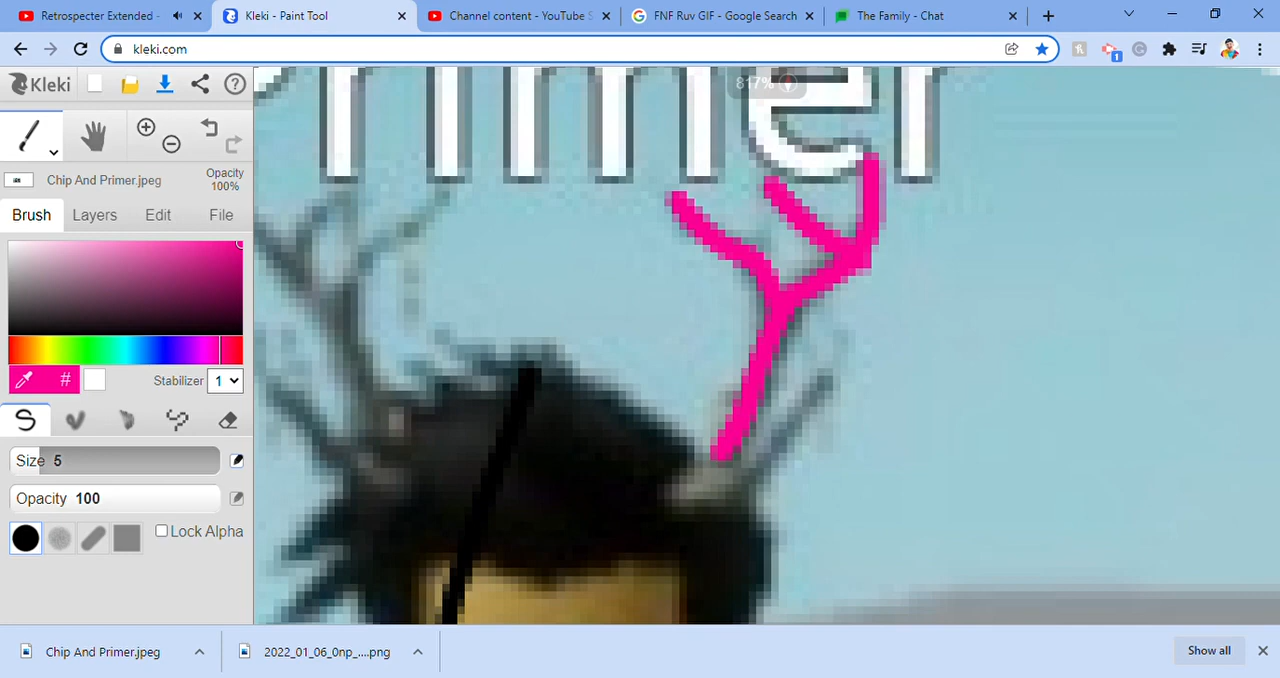 Retrospecter Extended -
Kleki - Paint Tool
Channel content - YouTube S
FNF Ruv GIF - Google Search
The Family - Chat
kleki.com
1
Kleki
?
817%
Chip And Primer.jpeg
Opacity
100%
Brush
Layers
Edit
File
#
Stabilizer
1
Size 5
Opacity 100
Lock Alpha
Chip And Primer.jpeg
2022_01_06_0np_....png
Show all